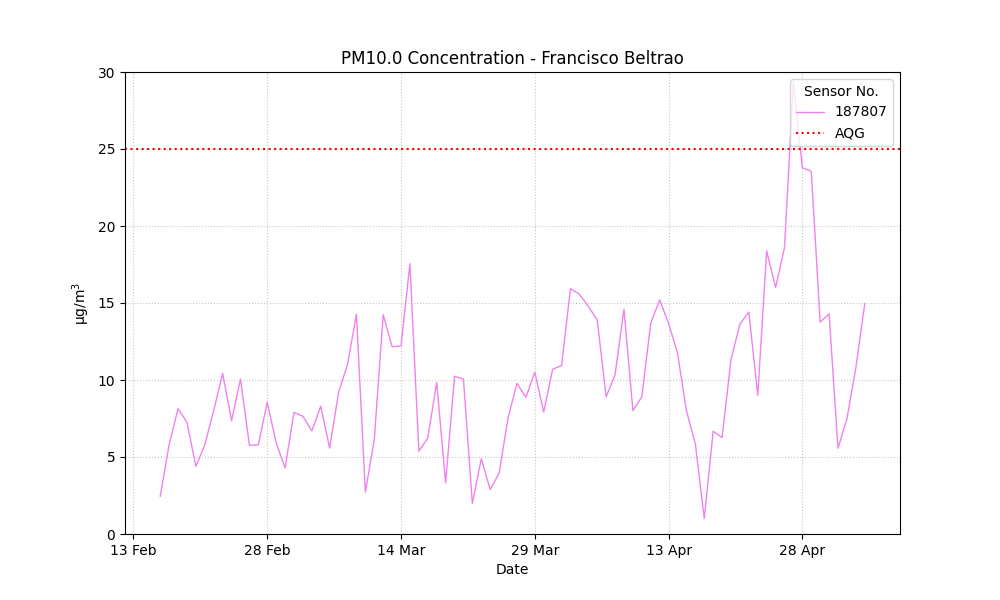 PM10.0 Concentration - Francisco Beltrao
Sensor No.
187807
AQG
30
25
20
15
10
5
0
µg/m³
13 Feb
28 Feb
14 Mar
29 Mar
13 Apr
28 Apr
Date